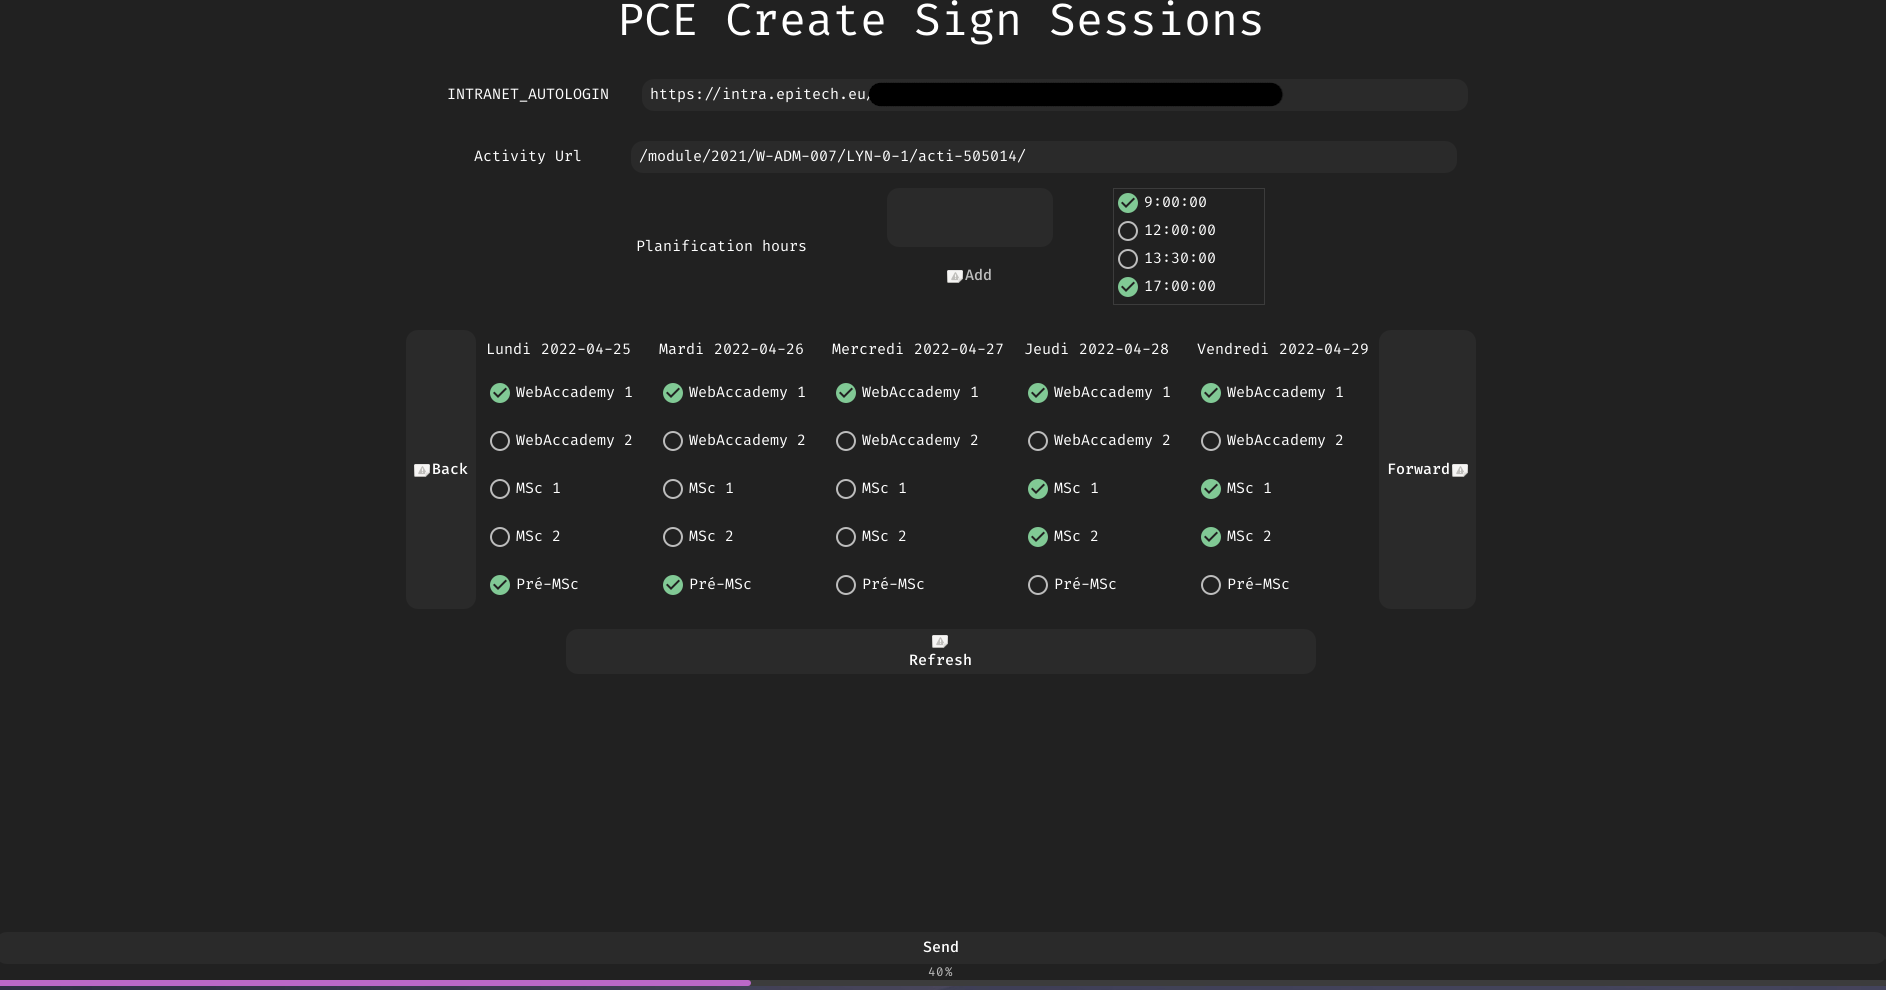 PCE Create Sign Sessions
INTRANET_AUTOLOGIN https://intra.epitech.eu/
Activity Url /module/2021/W-ADM-007/LYN-0-1/acti-505014/
Planification hours
Add
9:00:00
12:00:00
13:30:00
17:00:00
Back
Lundi 2022-04-25 Mardi 2022-04-26 Mercredi 2022-04-27 Jeudi 2022-04-28 Vendredi 2022-04-29
WebAccademy 1 WebAccademy 1 WebAccademy 1 WebAccademy 1 WebAccademy 1
WebAccademy 2 WebAccademy 2 WebAccademy 2 WebAccademy 2 WebAccademy 2
MSc 1 MSc 1 MSc 1 MSc 1 MSc 1
MSc 2 MSc 2 MSc 2 MSc 2 MSc 2
Pré-MSc Pré-MSc Pré-MSc Pré-MSc Pré-MSc
Forward
Refresh
Send
40%